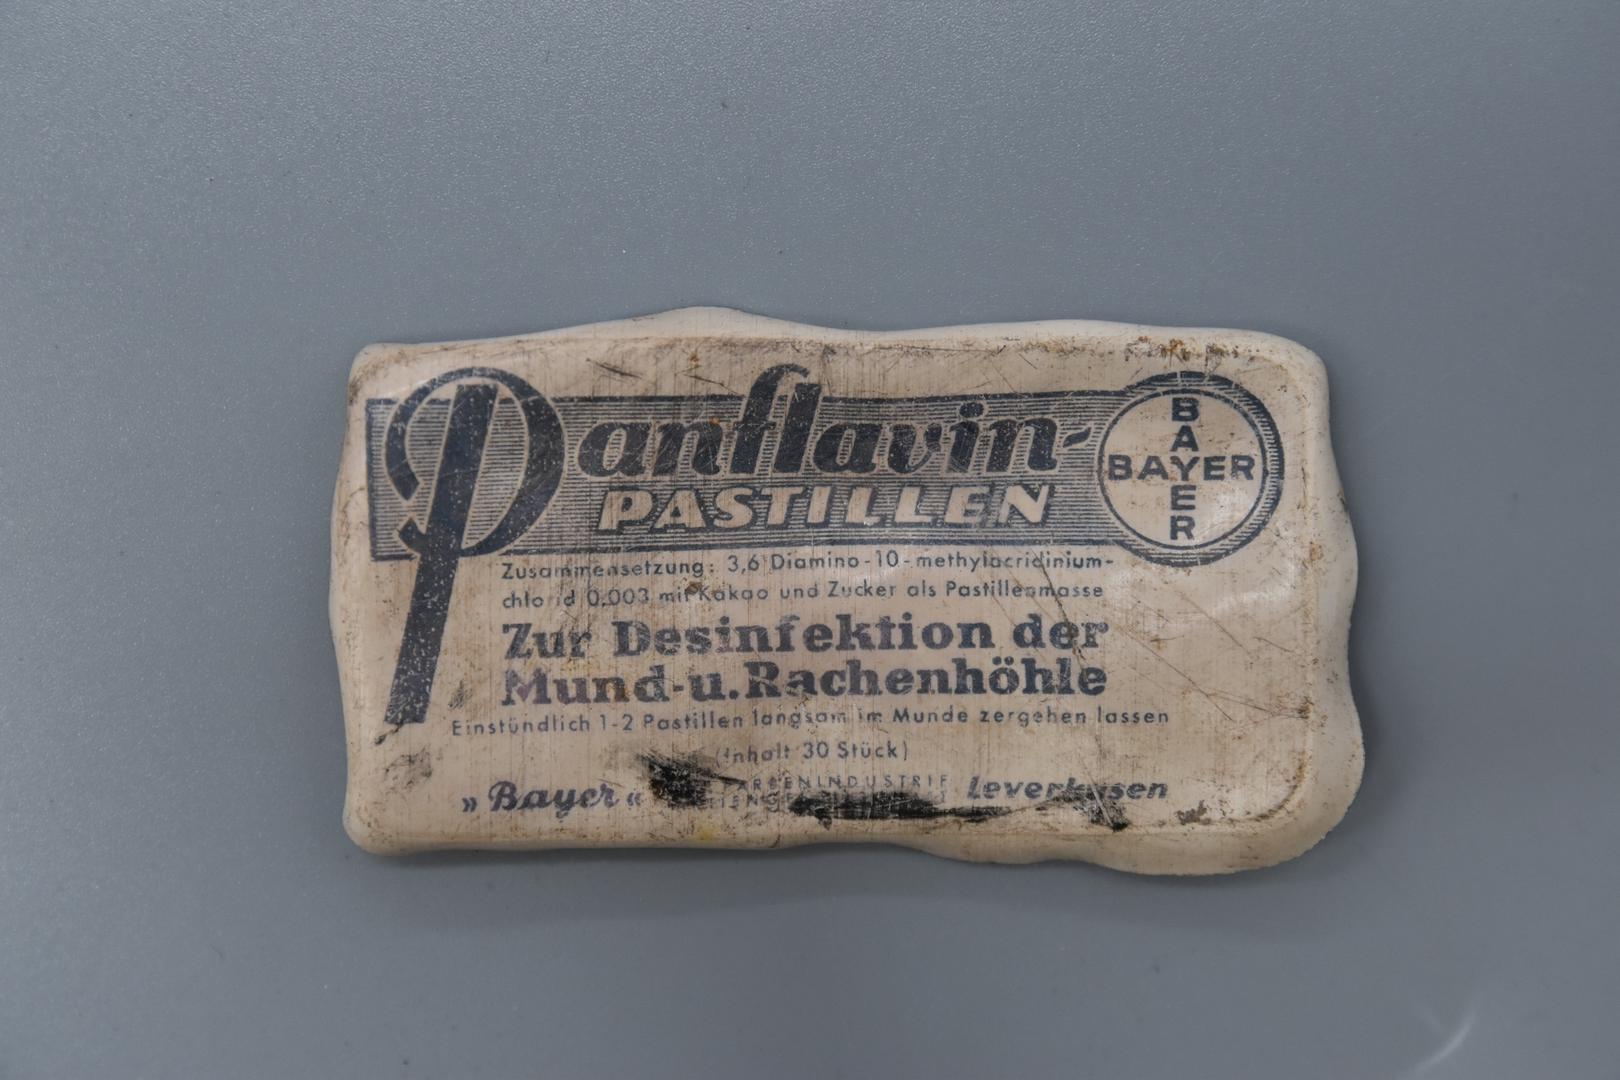 Panflavin-
PASTILLEN
BAYER
BAYER
Zusammensetzung: 3,6 Diamino-10-methylacridinium-
chlorid 0,003 mit Kakao und Zucker als Pastillenmasse
Zur Desinfektion der
Mund-u. Rachenhöhle
Einstündlich 1-2 Pastillen langsam im Munde zergehen lassen
(Inhalt 30 Stück)
»Bayer« FARBENINDUSTRIE Leverkusen